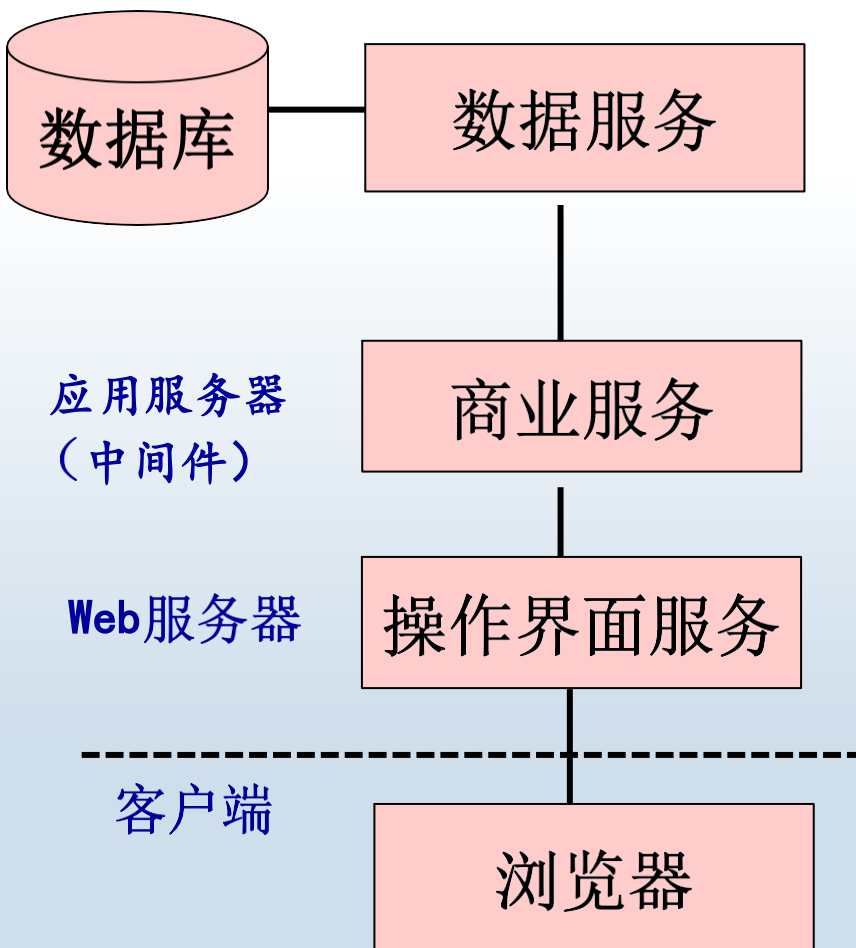 数据库
数据服务
应用服务器
（中间件）
商业服务
Web服务器
操作界面服务
客户端
浏览器